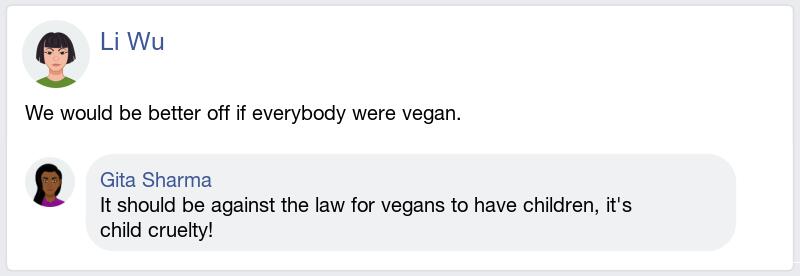 Li Wu
We would be better off if everybody were vegan.
Gita Sharma
It should be against the law for vegans to have children, it's
child cruelty!